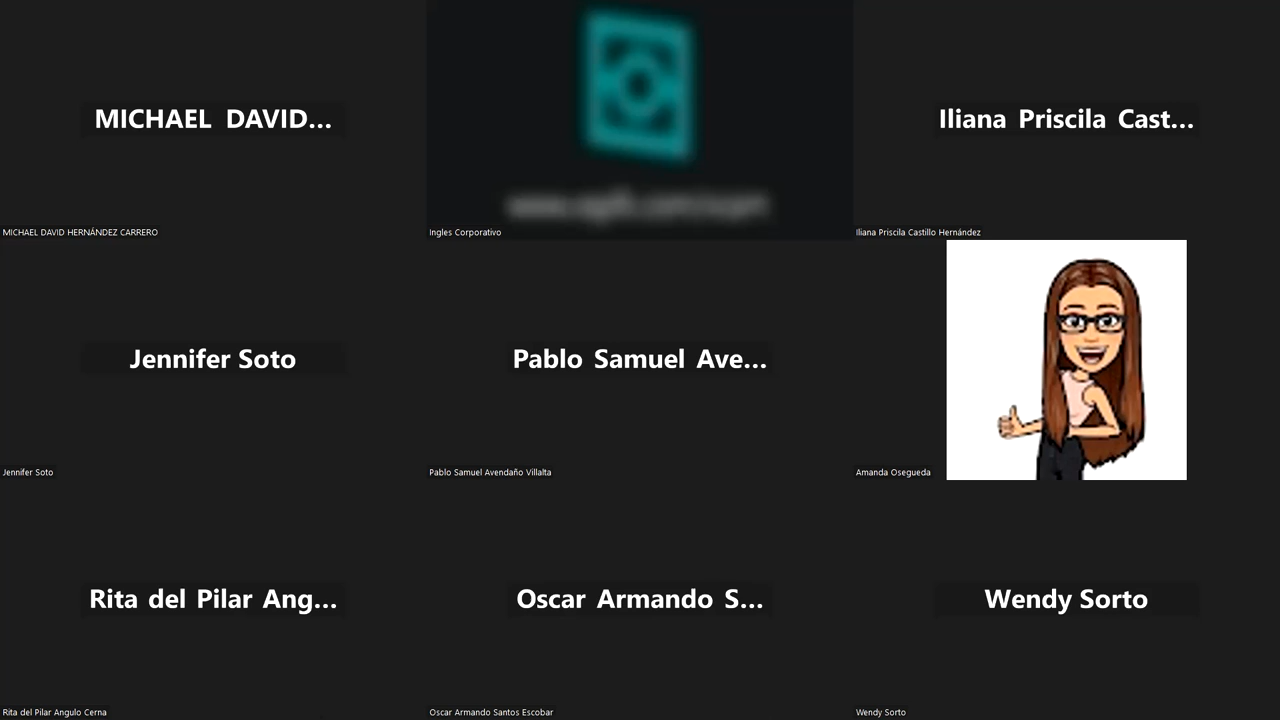 MICHAEL DAVID...
MICHAEL DAVID HERNÁNDEZ CARRERO
Ingles Corporativo
Iliana Priscila Cast...
Iliana Priscila Castillo Hernández
Jennifer Soto
Jennifer Soto
Pablo Samuel Ave...
Pablo Samuel Avendaño Villalta
Amanda Osegueda
Rita del Pilar Ang...
Rita del Pilar Angulo Cerna
Oscar Armando S...
Oscar Armando Santos Escobar
Wendy Sorto
Wendy Sorto